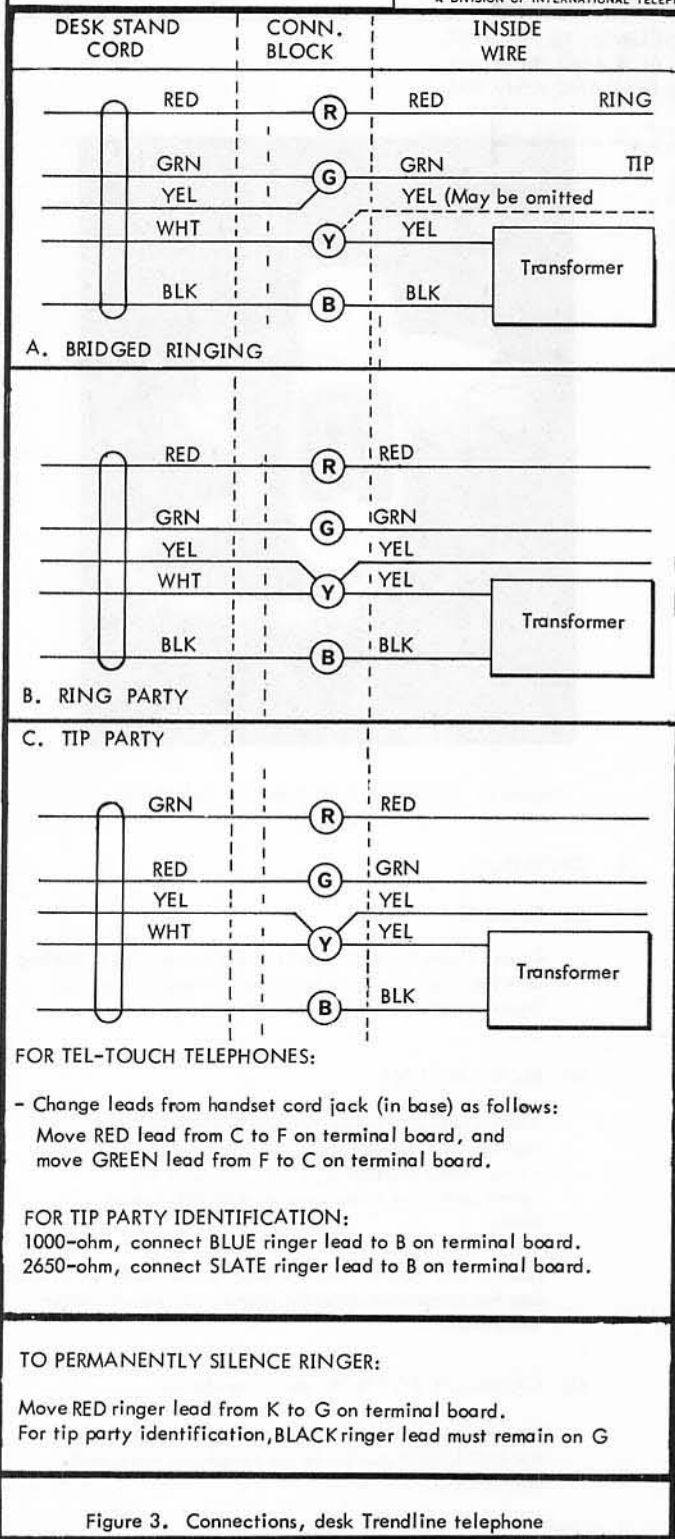 A DIVISION OF INTERNATIONAL
DESK STAND CORD
CONN. BLOCK
INSIDE WIRE
RED R RED RING
GRN G GRN TIP
YEL YEL (May be omitted
WHT Y YEL
Transformer
BLK B BLK
A. BRIDGED RINGING
RED R RED
GRN G GRN
YEL YEL
WHT Y YEL
Transformer
BLK B BLK
B. RING PARTY
C. TIP PARTY
GRN R RED
RED G GRN
YEL YEL
WHT Y YEL
Transformer
B BLK
FOR TEL-TOUCH TELEPHONES:
- Change leads from handset cord jack (in base) as follows:
Move RED lead from C to F on terminal board, and
move GREEN lead from F to C on terminal board.
FOR TIP PARTY IDENTIFICATION:
1000-ohm, connect BLUE ringer lead to B on terminal board.
2650-ohm, connect SLATE ringer lead to B on terminal board.
TO PERMANENTLY SILENCE RINGER:
Move RED ringer lead from K to G on terminal board.
For tip party identification, BLACK ringer lead must remain on G
Figure 3. Connections, desk Trendline telephone